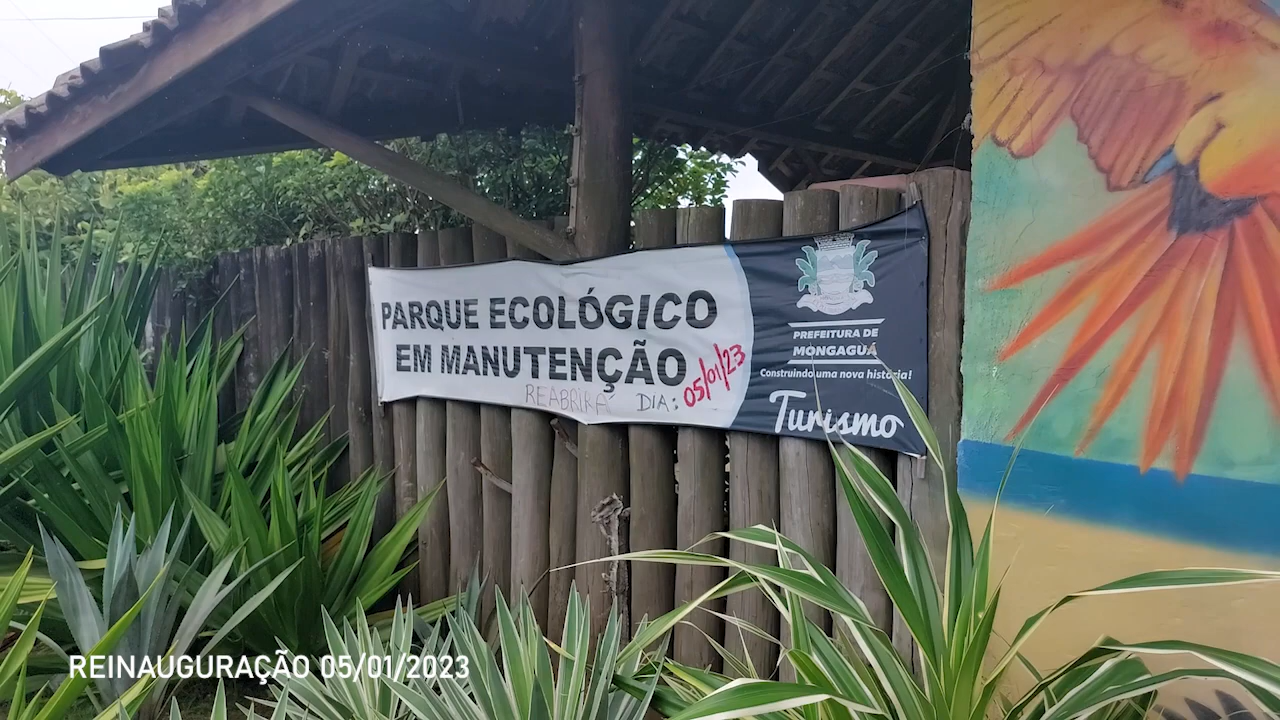 PARQUE ECOLÓGICO
EM MANUTENÇÃO
REABRIRÁ DIA: 05/01/23
PREFEITURA DE
MONGAGUÁ
Construindo uma nova história!
Turismo
REINAUGURAÇÃO 05/01/2023